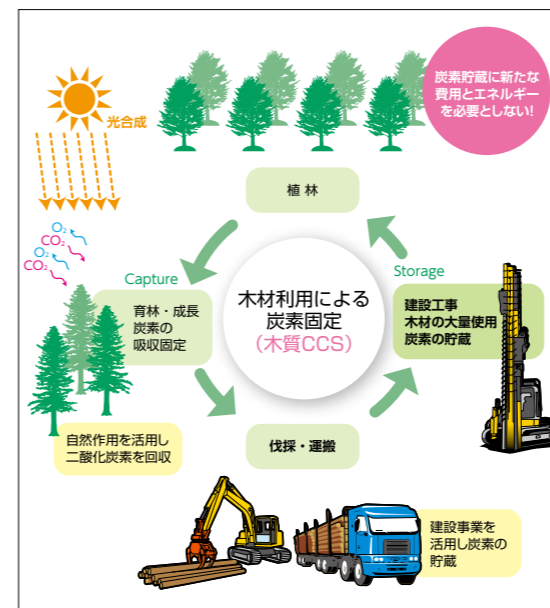 炭素貯蔵に新たな
費用とエネルギー
を必要としない!
光合成
植 林
O₂
CO₂
O₂
CO₂
Capture
育林・成長
炭素の
吸収固定
木材利用による
炭素固定
（木質CCS）
Storage
建設工事
木材の大量使用
炭素の貯蔵
自然作用を活用し
二酸化炭素を回収
伐採・運搬
建設事業を
活用し炭素の
貯蔵